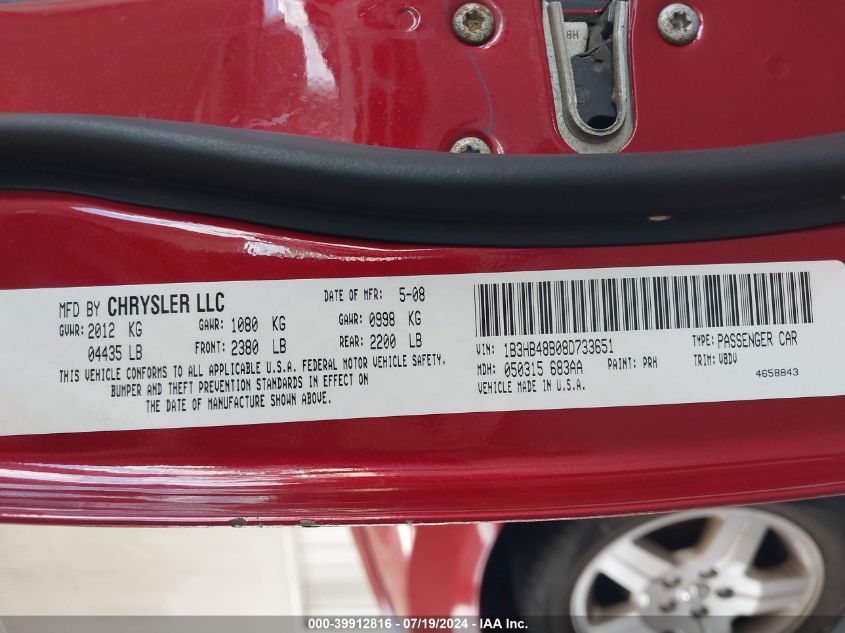 8H
MFD BY CHRYSLER LLC DATE OF MFR: 5-08
GVWR: 2012 KG GAWR: 1080 KG GAWR: 0998 KG
04435 LB FRONT: 2380 LB REAR: 2200 LB
THIS VEHICLE CONFORMS TO ALL APPLICABLE U.S.A. FEDERAL MOTOR VEHICLE SAFETY,
BUMPER AND THEFT PREVENTION STANDARDS IN EFFECT ON
THE DATE OF MANUFACTURE SHOWN ABOVE.
VIN: 1B3HB48B08D733651 TYPE: PASSENGER CAR
MDH: 050315 683AA PAINT: PRH TRIM: V8DV
VEHICLE MADE IN U.S.A. 4658843
000-39912816 - 07/19/2024 - IAA Inc.